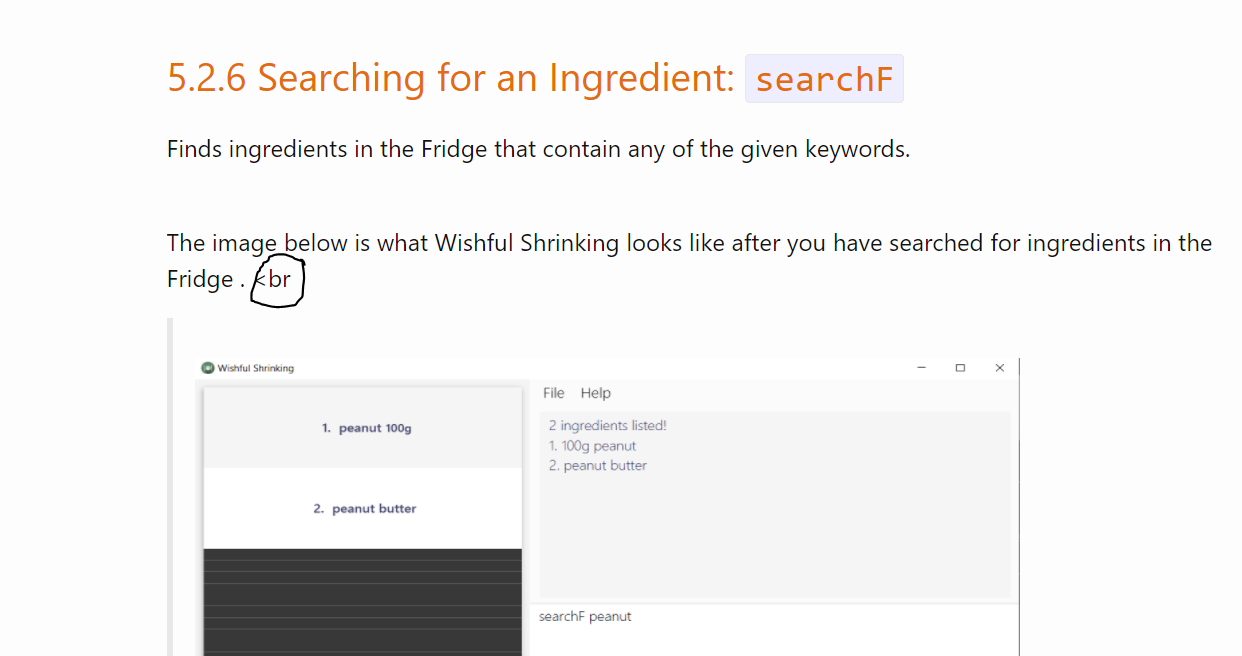 5.2.6 Searching for an Ingredient: searchF
Finds ingredients in the Fridge that contain any of the given keywords.
The image below is what Wishful Shrinking looks like after you have searched for ingredients in the
Fridge . <br
Wishful Shrinking
1. peanut 100g
2. peanut butter
File Help
2 ingredients listed!
1. 100g peanut
2. peanut butter
searchF peanut